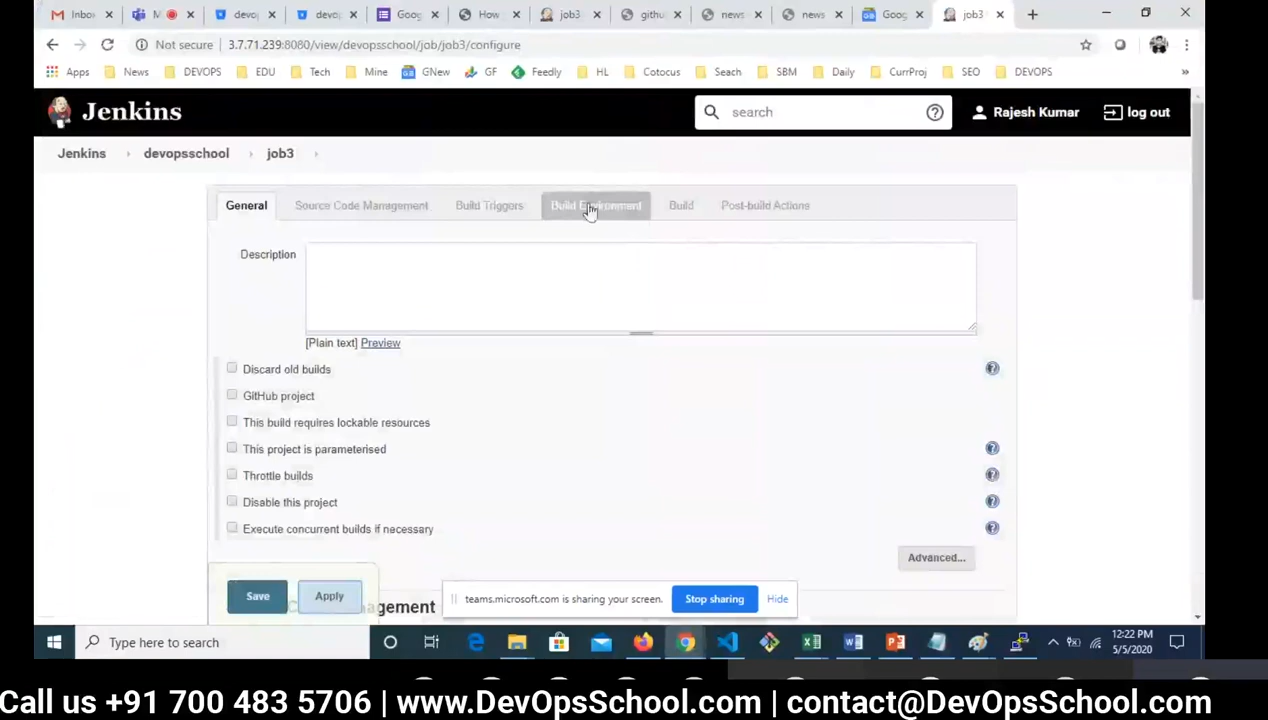 Inbox
M
devo
devo
Goog
How
job3
githu
news
news
Goog
job3
Not secure 3.7.71.239:8080/view/devopsschool/job/job3/configure
Apps News DEVOPS EDU Tech Mine GNew GF Feedly HL Cotocus Seach SBM Daily CurrProj SEO DEVOPS »
Jenkins
search
Rajesh Kumar
log out
Jenkins › devopsschool › job3 ›
General Source Code Management Build Triggers Build Environment Build Post-build Actions
Description
[Plain text] Preview
Discard old builds
GitHub project
This build requires lockable resources
This project is parameterised
Throttle builds
Disable this project
Execute concurrent builds if necessary
Advanced...
Save
Apply
agement
teams.microsoft.com is sharing your screen.
Stop sharing
Hide
Type here to search
12:22 PM
5/5/2020
Call us +91 700 483 5706 | www.DevOpsSchool.com | contact@DevOpsSchool.com